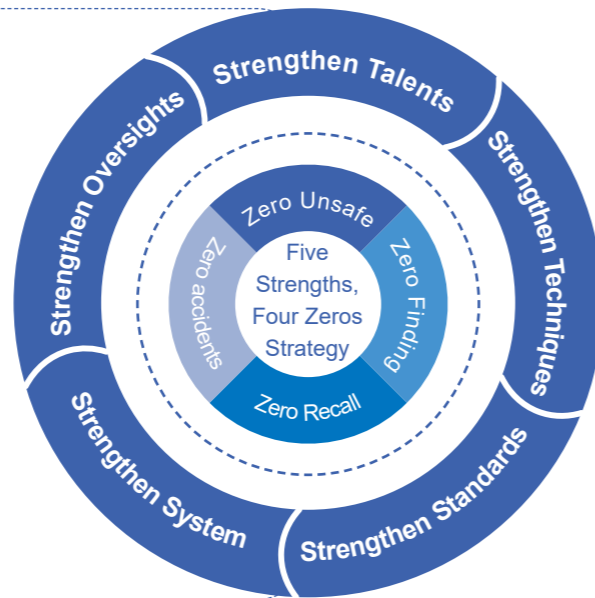 Strengthen Talents
Strengthen Techniques
Strengthen Standards
Strengthen System
Strengthen Oversights
Zero Unsafe
Zero Finding
Zero Recall
Zero accidents
Five
Strengths,
Four Zeros
Strategy